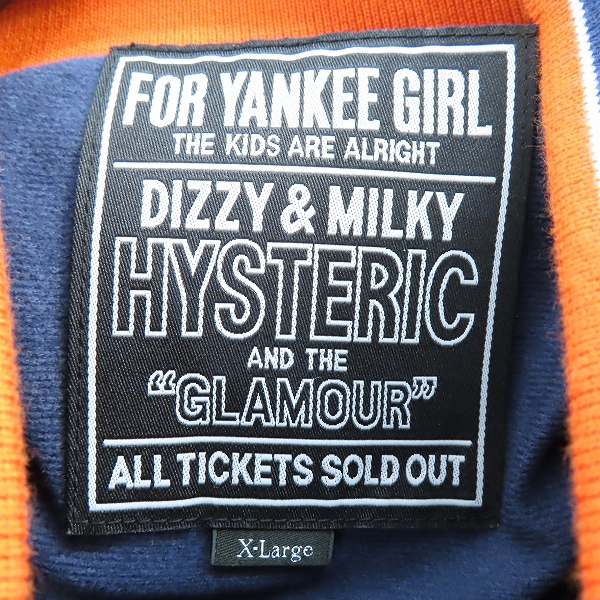 FOR YANKEE GIRL
THE KIDS ARE ALRIGHT
DIZZY & MILKY
HYSTERIC
AND THE
"GLAMOUR"
ALL TICKETS SOLD OUT
X-Large